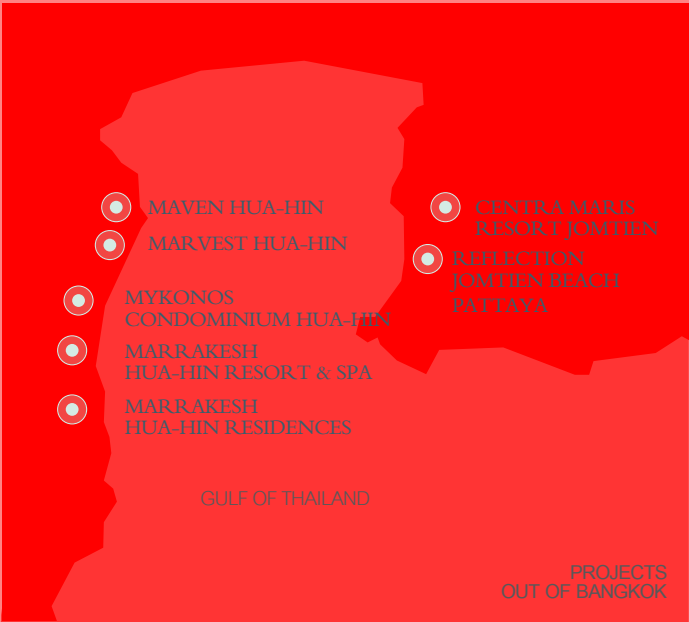 MAVEN HUA-HIN
MARVEST HUA-HIN
MYKONOS
CONDOMINIUM HUA-HIN
MARRAKESH
HUA-HIN RESORT & SPA
MARRAKESH
HUA-HIN RESIDENCES
CENTRA MARIS
RESORT JOMTIEN
REFLECTION
JOMTIEN BEACH
PATTAYA
GULF OF THAILAND
PROJECTS
OUT OF BANGKOK